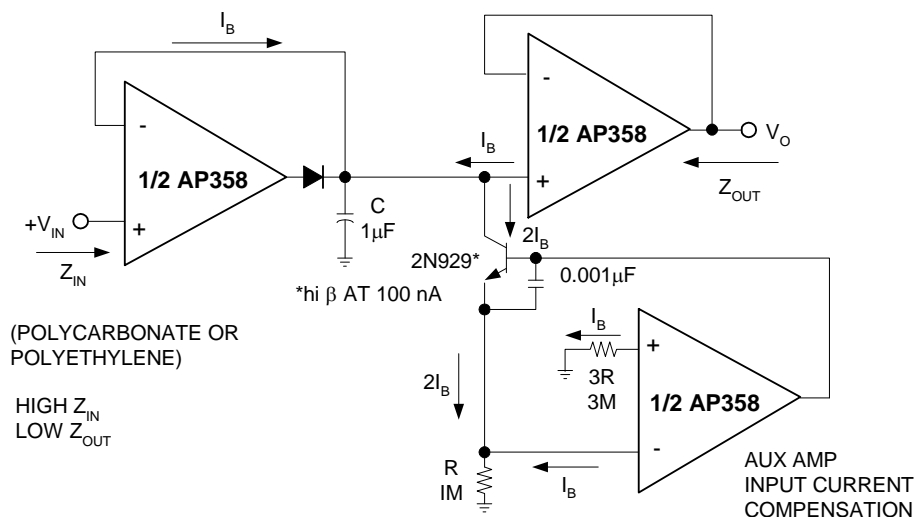 I_B
-
+
1/2 AP358
+V_IN
Z_IN
C
1µF
-
+
1/2 AP358
V_O
Z_OUT
I_B
2I_B
2N929*
*hi β AT 100 nA
0.001µF
(POLYCARBONATE OR
POLYETHYLENE)
HIGH Z_IN
LOW Z_OUT
2I_B
I_B
3R
3M
+
-
1/2 AP358
R
IM
I_B
AUX AMP
INPUT CURRENT
COMPENSATION